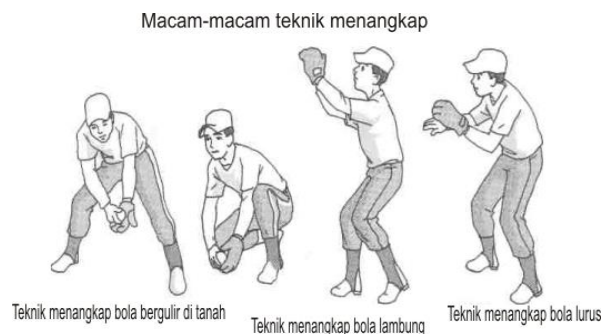 Macam-macam teknik menangkap
Teknik menangkap bola bergulir di tanah
Teknik menangkap bola lambung
Teknik menangkap bola lurus